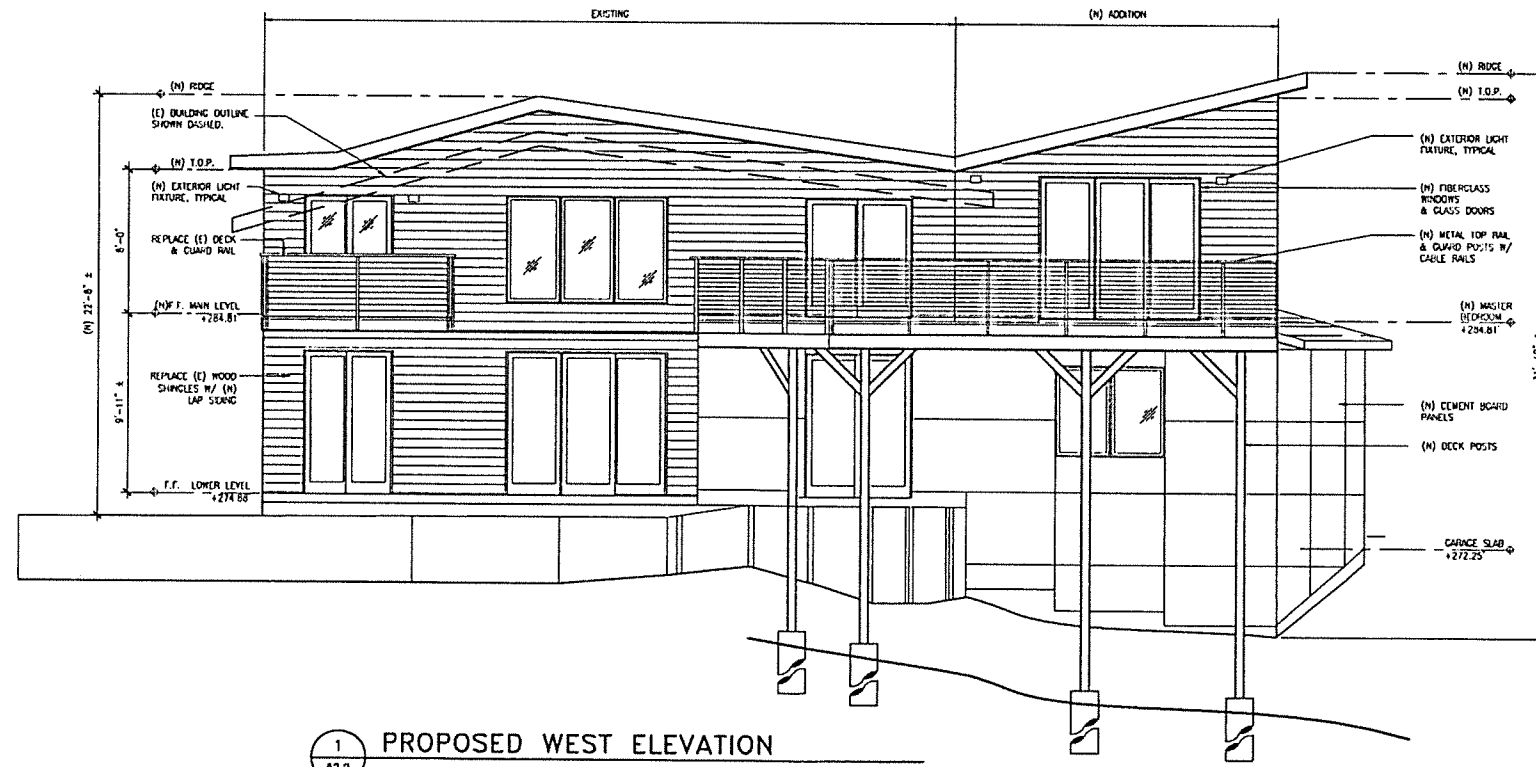 EXISTING
(N) ADDITION
(N) RIDGE
(E) BUILDING OUTLINE
SHOWN DASHED.
(N) T.O.P.
(N) EXTERIOR LIGHT
FIXTURE, TYPICAL
REPLACE (E) DECK
& GUARD RAIL
8'-0"
(N) 22'-8" ±
(N)F.F. MAIN LEVEL
+284.81'
REPLACE (E) WOOD
SHINGLES W/ (N)
LAP SIDING
9'-11" ±
F.F. LOWER LEVEL
+274.88'
(N) RIDGE
(N) T.O.P.
(N) EXTERIOR LIGHT
FIXTURE, TYPICAL
(N) FIBERGLASS
WINDOWS
& GLASS DOORS
(N) METAL TOP RAIL
& GUARD POSTS W/
CABLE RAILS
(N) MASTER
BEDROOM
+284.81'
(N) CEMENT BOARD
PANELS
(N) DECK POSTS
GARAGE SLAB
+272.25'
1
PROPOSED WEST ELEVATION